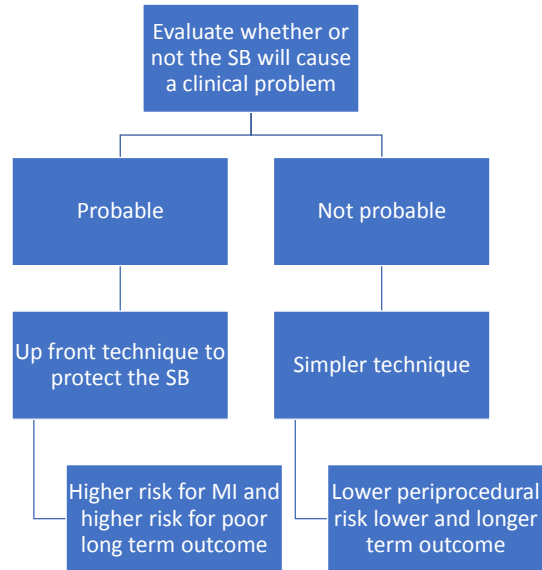 Evaluate whether or
not the SB will cause
a clinical problem
Probable
Not probable
Up front technique to
protect the SB
Simpler technique
Higher risk for MI and
higher risk for poor
long term outcome
Lower periprocedural
risk lower and longer
term outcome